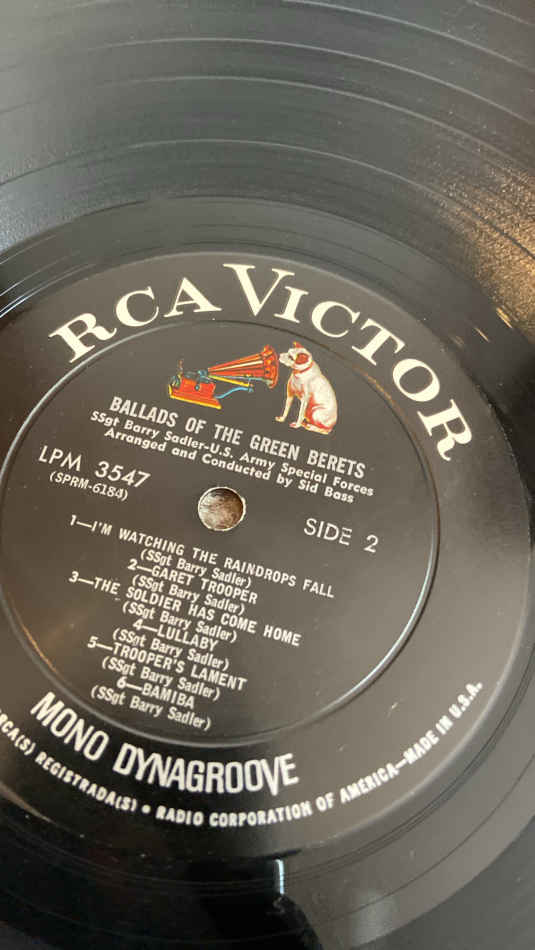 RCA VICTOR
BALLADS OF THE GREEN BERETS
SSgt Barry Sadler-U.S. Army Special Forces
Arranged and Conducted by Sid Bass
LPM 3547
(SPRM-6184)
SIDE 2
1—I'M WATCHING THE RAINDROPS FALL
(SSgt Barry Sadler)
2—GARET TROOPER
(SSgt Barry Sadler)
3—THE SOLDIER HAS COME HOME
(SSgt Barry Sadler)
4—LULLABY
(SSgt Barry Sadler)
5—TROOPER'S LAMENT
(SSgt Barry Sadler)
6—BAMIBA
(SSgt Barry Sadler)
MONO DYNAGROOVE
RCA(S) REGISTRADA(S) • RADIO CORPORATION OF AMERICA—MADE IN U.S.A.